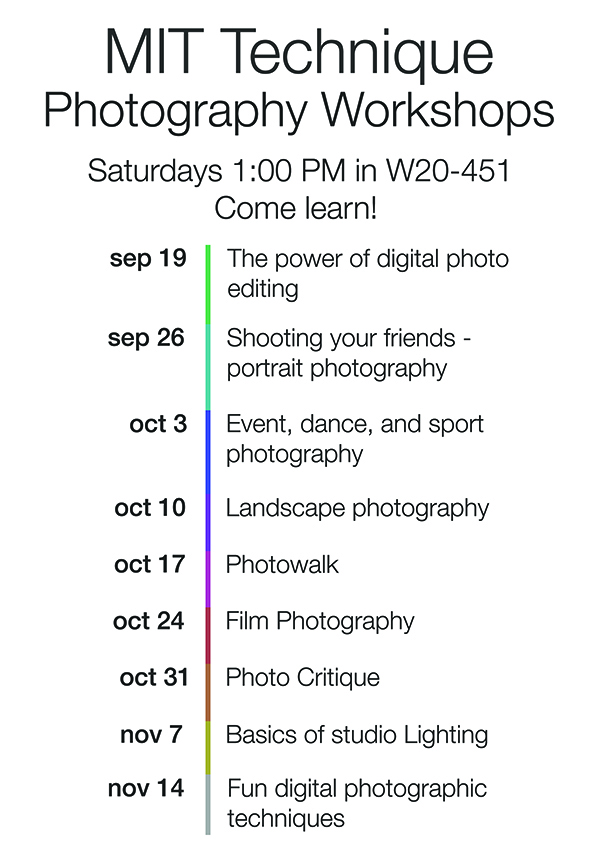 MIT Technique
Photography Workshops
Saturdays 1:00 PM in W20-451
Come learn!
sep 19 The power of digital photo
editing
sep 26 Shooting your friends -
portrait photography
oct 3 Event, dance, and sport
photography
oct 10 Landscape photography
oct 17 Photowalk
oct 24 Film Photography
oct 31 Photo Critique
nov 7 Basics of studio Lighting
nov 14 Fun digital photographic
techniques